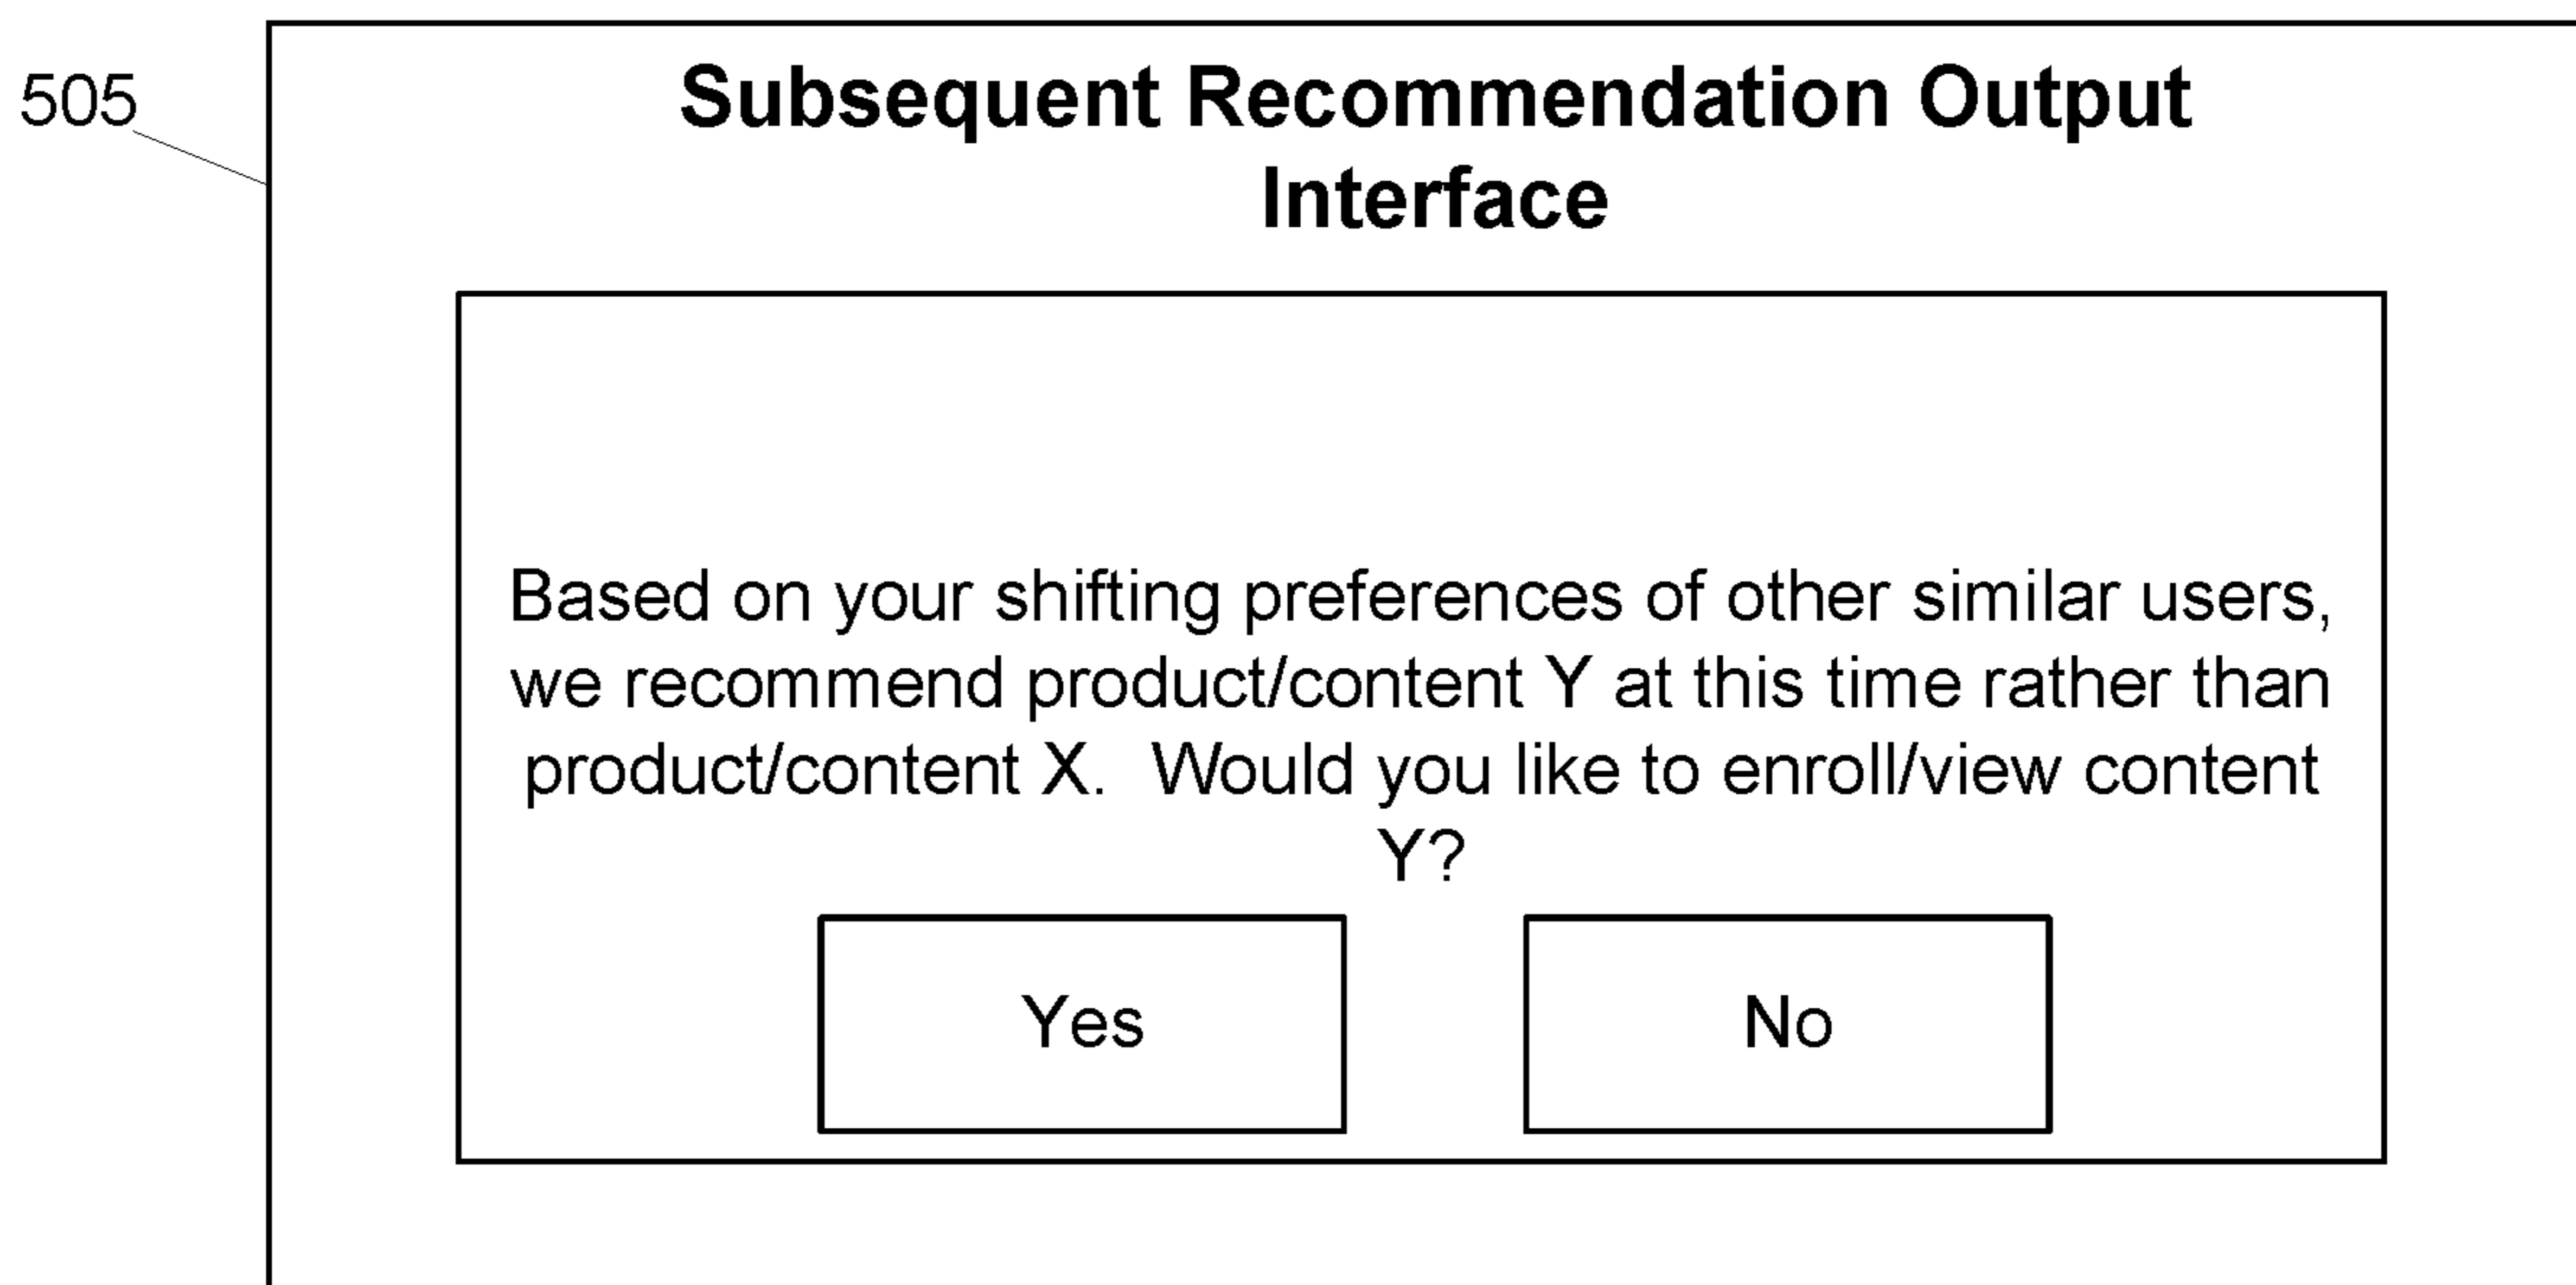 505
Subsequent Recommendation Output
Interface
Based on your shifting preferences of other similar users,
we recommend product/content Y at this time rather than
product/content X.  Would you like to enroll/view content
Y?
Yes
No